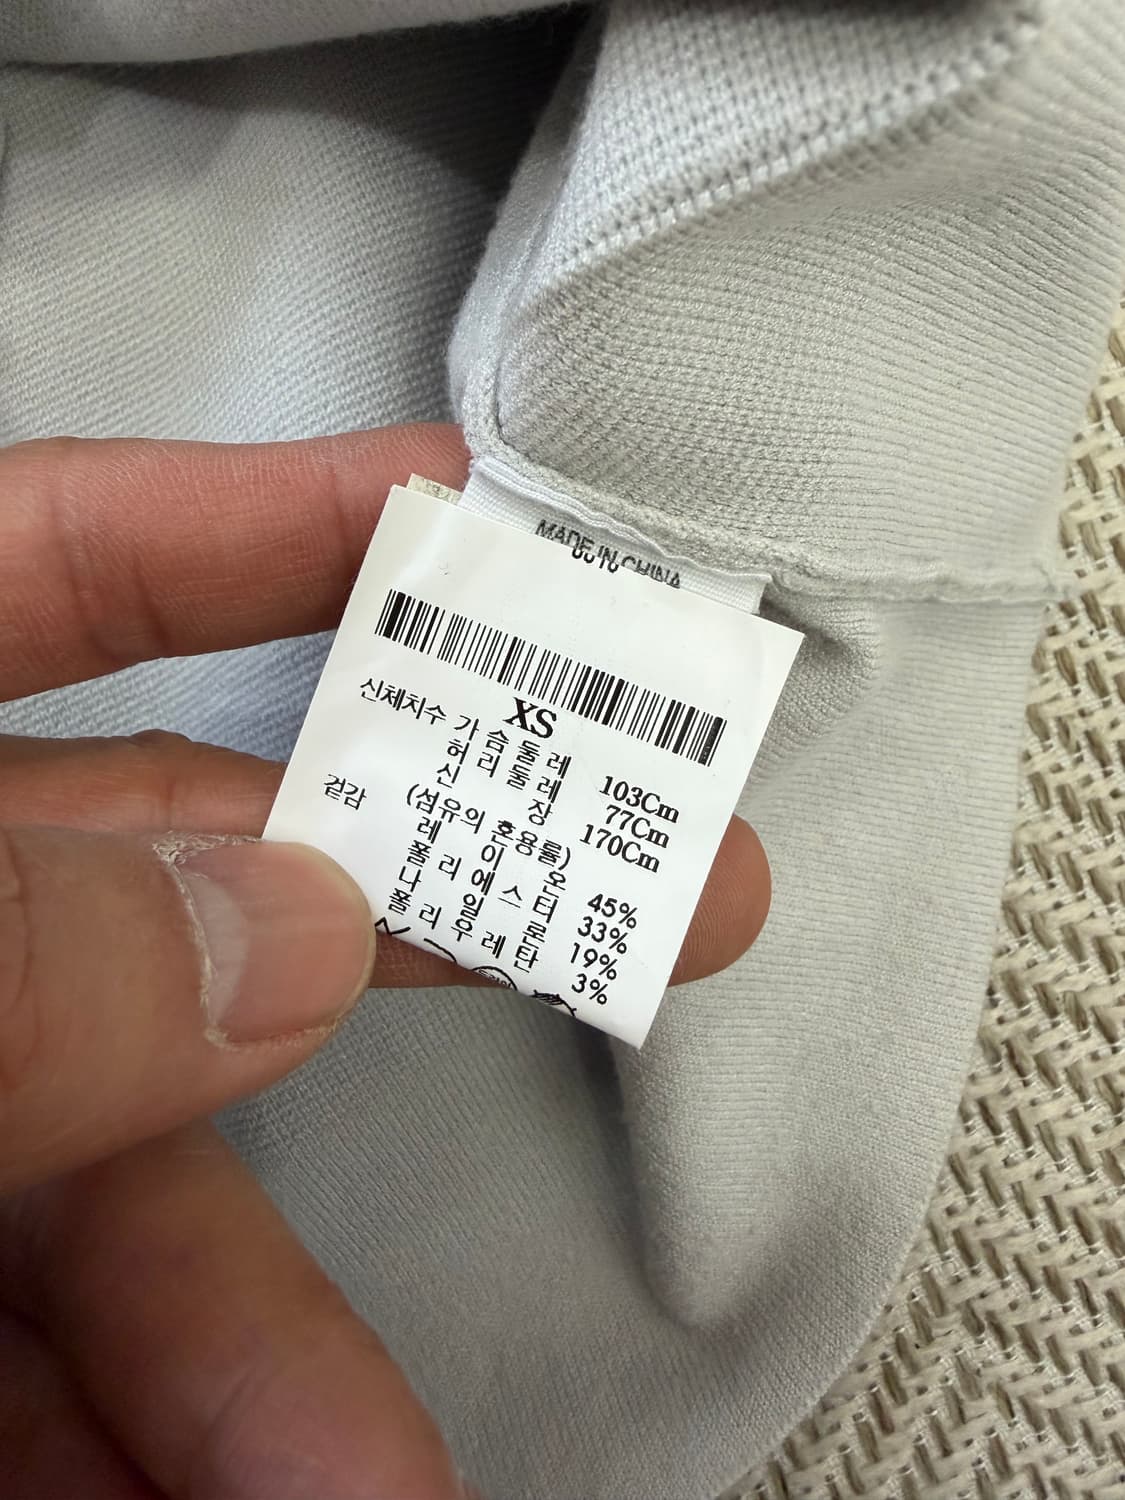 MADE IN CHINA
XS
신체치수 가슴둘레 103Cm
허리둘레 77Cm
신 장 170Cm
(섬유의 혼용률)
겉감 레 이 온 45%
폴리에스터 33%
나 일 론 19%
폴리우레탄 3%